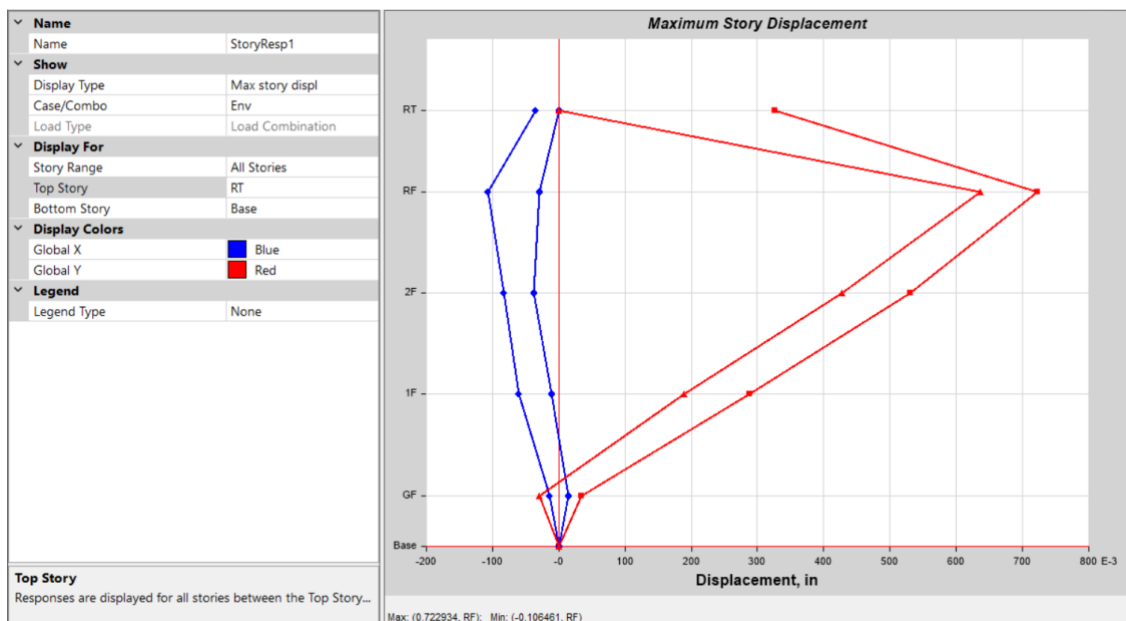 Name
Name StoryResp1
Show
Display Type Max story displ
Case/Combo Env
Load Type Load Combination
Display For
Story Range All Stories
Top Story RT
Bottom Story Base
Display Colors
Global X Blue
Global Y Red
Legend
Legend Type None
Top Story
Responses are displayed for all stories between the Top Story...
Maximum Story Displacement
RT
RF
2F
1F
GF
Base
-200 -100 -0 100 200 300 400 500 600 700 800 E-3
Displacement, in
Max: (0.722934, RF); Min: (-0.106461, RF)